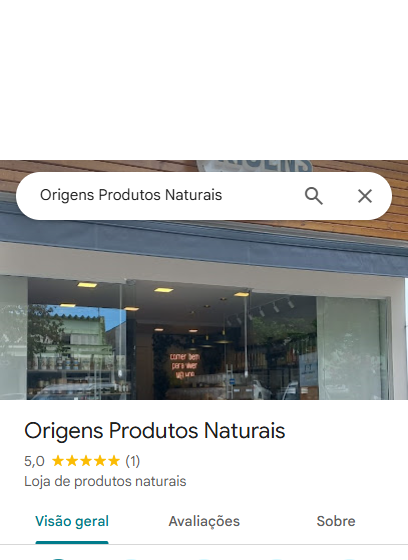 ORIGENS
Origens Produtos Naturais
comer bem
para viver
Origens Produtos Naturais
5,0 (1)
Loja de produtos naturais
Visão geral
Avaliações
Sobre